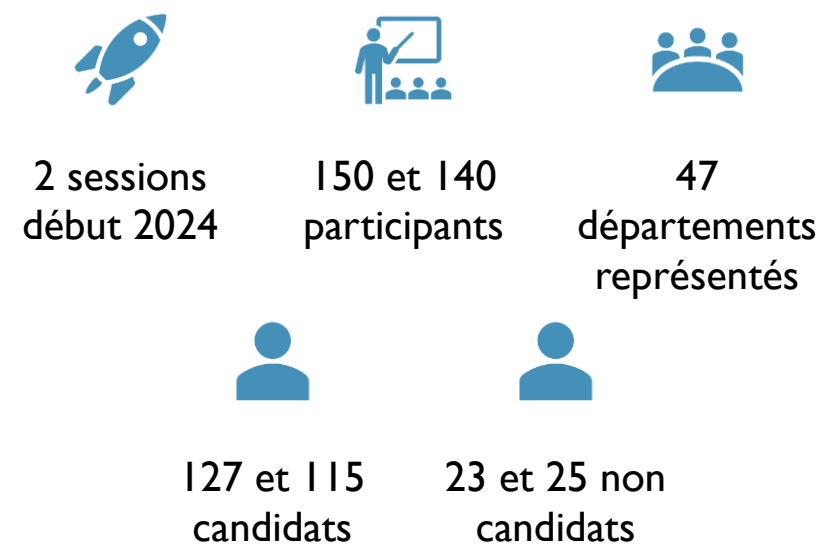 2 sessions
début 2024
150 et 140
participants
47
départements
représentés
127 et 115
candidats
23 et 25 non
candidats